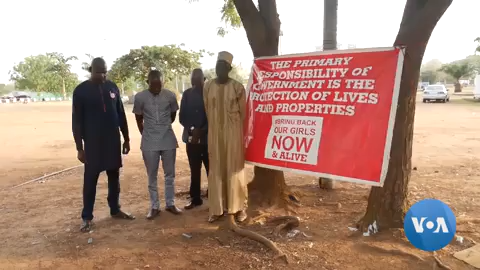 THE PRIMARY
RESPONSIBILITY OF
GOVERNMENT IS THE
PROTECTION OF LIVES
AND PROPERTIES
#BRING BACK
OUR GIRLS
NOW
& ALIVE
VOA